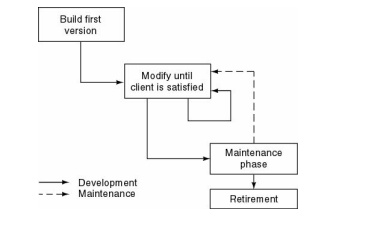 Build first
version
Modify until
client is satisfied
Maintenance
phase
Development
Maintenance
Retirement